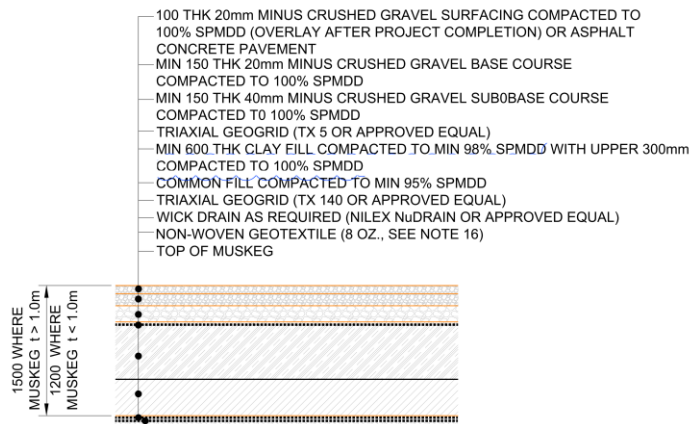 100 THK 20mm MINUS CRUSHED GRAVEL SURFACING COMPACTED TO
100% SPMDD (OVERLAY AFTER PROJECT COMPLETION) OR ASPHALT
CONCRETE PAVEMENT
MIN 150 THK 20mm MINUS CRUSHED GRAVEL BASE COURSE
COMPACTED TO 100% SPMDD
MIN 150 THK 40mm MINUS CRUSHED GRAVEL SUB0BASE COURSE
COMPACTED T0 100% SPMDD
TRIAXIAL GEOGRID (TX 5 OR APPROVED EQUAL)
MIN 600 THK CLAY FILL COMPACTED TO MIN 98% SPMDD WITH UPPER 300mm
COMPACTED TO 100% SPMDD
COMMON FILL COMPACTED TO MIN 95% SPMDD
TRIAXIAL GEOGRID (TX 140 OR APPROVED EQUAL)
WICK DRAIN AS REQUIRED (NILEX NuDRAIN OR APPROVED EQUAL)
NON-WOVEN GEOTEXTILE (8 OZ., SEE NOTE 16)
TOP OF MUSKEG
1500 WHERE
MUSKEG t > 1.0m
1200 WHERE
MUSKEG t < 1.0m